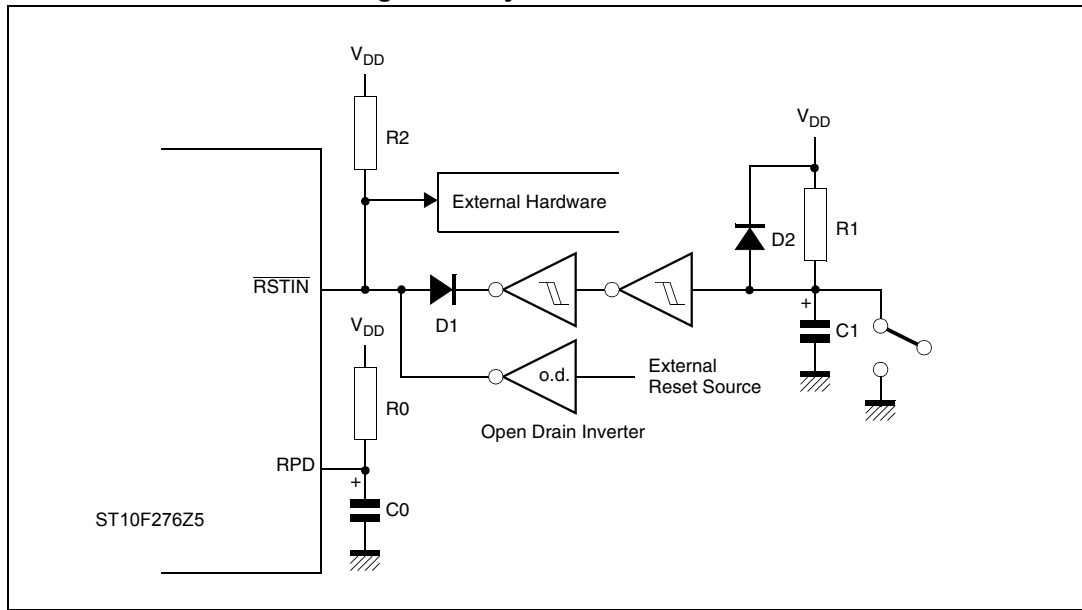 VDD
R2
VDD
External Hardware
D2
R1
RSTIN
D1
+
C1
VDD
o.d.
External
Reset Source
R0
Open Drain Inverter
RPD
+
C0
ST10F276Z5